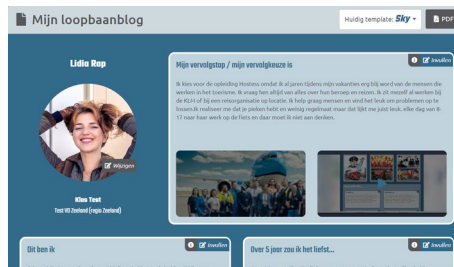 Mijn loopbaanblog
Huidig template: Sky
PDF
Lidia Rap
Wijzigen
Klas Test
Test VO Zeeland (regio Zeeland)
Mijn vervolgstap / mijn vervolgkeuze is
Invullen
Ik kies voor de opleiding Hostess omdat ik al jaren tijdens mijn vakanties erg blij word van de mensen die
werken in het toerisme. Ik vraag hen altijd van alles over hun beroep en reizen. Ik zit mezelf al werken bij
de KLM of bij een reisorganisatie op locatie. Ik help graag mensen en vind het leuk om problemen op te
lossen.Ik realiseer me dat je pieken hebt en weinig regelmaat maar dat lijkt me juist leuk. elke dag van 8-
17 naar haar werk op de fiets en daar moet ik niet aan denken.
Dit ben ik
Invullen
Over 5 jaar zou ik het liefst...
Invullen